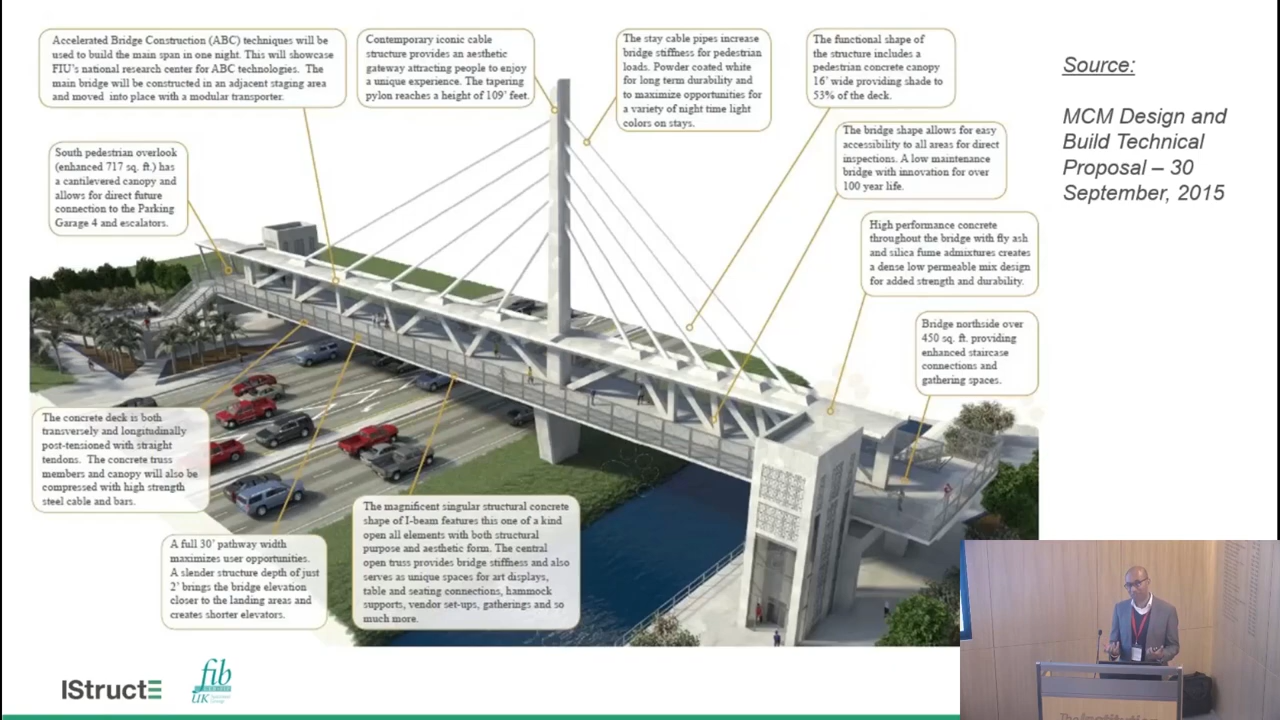 Accelerated Bridge Construction (ABC) techniques will be
used to build the main span in one night. This will showcase
FIU's national research center for ABC technologies. The
main bridge will be constructed in an adjacent staging area
and moved into place with a modular transporter.
Contemporary iconic cable
structure provides an aesthetic
gateway attracting people to enjoy
a unique experience. The tapering
pylon reaches a height of 109' feet.
The stay cable pipes increase
bridge stiffness for pedestrian
loads. Powder coated white
for long term durability and
to maximize opportunities for
a variety of night time light
colors on stays.
The functional shape of
the structure includes a
pedestrian concrete canopy
16' wide providing shade to
53% of the deck.
Source:
MCM Design and
Build Technical
Proposal – 30
September, 2015
The bridge shape allows for easy
accessibility to all areas for direct
inspections. A low maintenance
bridge with innovation for over
100 year life.
South pedestrian overlook
(enhanced 717 sq. ft.) has
a cantilevered canopy and
allows for direct future
connection to the Parking
Garage 4 and escalators.
High performance concrete
throughout the bridge with fly ash
and silica fume admixtures creates
a dense low permeable mix design
for added strength and durability.
Bridge northside over
450 sq. ft. providing
enhanced staircase
connections and
gathering spaces.
The concrete deck is both
transversely and longitudinally
post-tensioned with straight
tendons. The concrete truss
members and canopy will also be
compressed with high strength
steel cable and bars.
The magnificent singular structural concrete
shape of I-beam features this one of a kind
open all elements with both structural
purpose and aesthetic form. The central
open truss provides bridge stiffness and also
serves as unique spaces for art displays,
table and seating connections, hammock
supports, vendor set-ups, gatherings and so
much more.
A full 30' pathway width
maximizes user opportunities.
A slender structure depth of just
2' brings the bridge elevation
closer to the landing areas and
creates shorter elevators.
IStructE
fib
UK